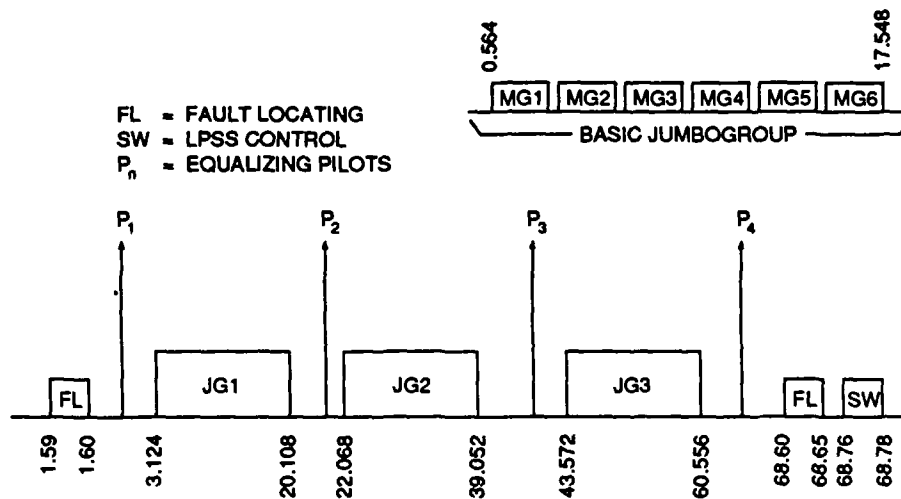 0.564
17.548
MG1 MG2 MG3 MG4 MG5 MG6
BASIC JUMBOGROUP
FL = FAULT LOCATING
SW = LPSS CONTROL
Pn = EQUALIZING PILOTS
P1 P2 P3 P4
FL JG1 JG2 JG3 FL SW
1.59 1.60 3.124 20.108 22.068 39.052 43.572 60.556 68.60 68.65 68.76 68.78